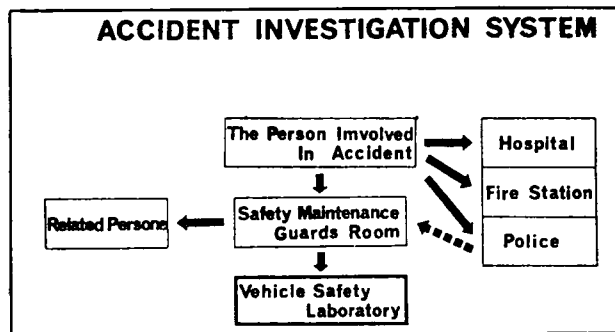 ACCIDENT INVESTIGATION SYSTEM
The Person Imvolved
In Accident
Hospital
Fire Station
Police
Related Persone
Safety Maintenance
Guards Room
Vehicle Safety
Laboratory